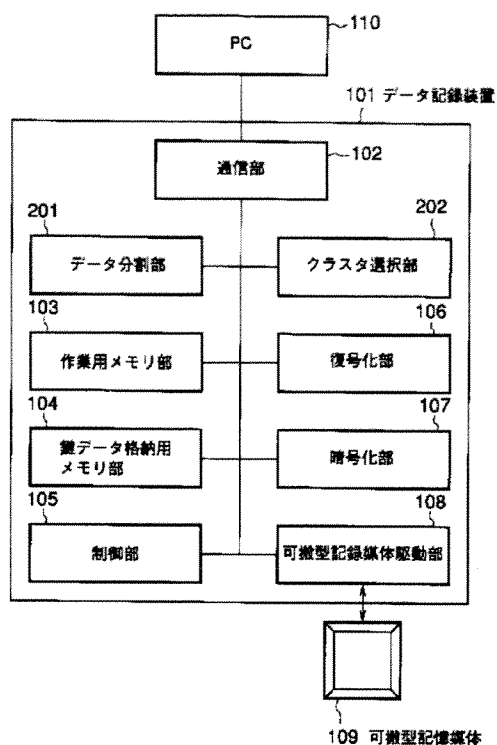 110
PC
101 データ記録装置
102
通信部
201
データ分割部
202
クラスタ選択部
103
作業用メモリ部
106
復号化部
104
鍵データ格納用
メモリ部
107
暗号化部
105
制御部
108
可搬型記録媒体駆動部
109 可搬型記憶媒体